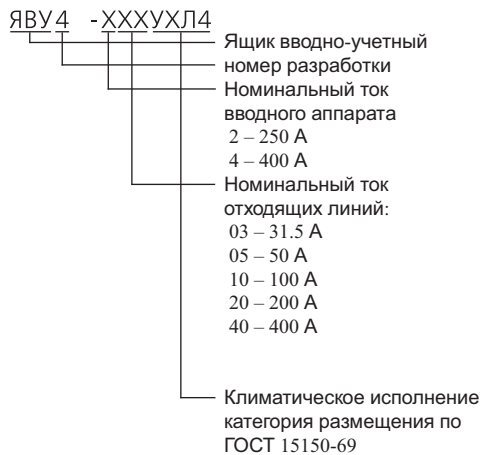 ЯВУ4 -ХХХУХЛ4
Ящик вводно-учетный
номер разработки
Номинальный ток
вводного аппарата
2 – 250 А
4 – 400 А
Номинальный ток
отходящих линий:
03 – 31.5 А
05 – 50 А
10 – 100 А
20 – 200 А
40 – 400 А
Климатическое исполнение
категория размещения по
ГОСТ 15150-69